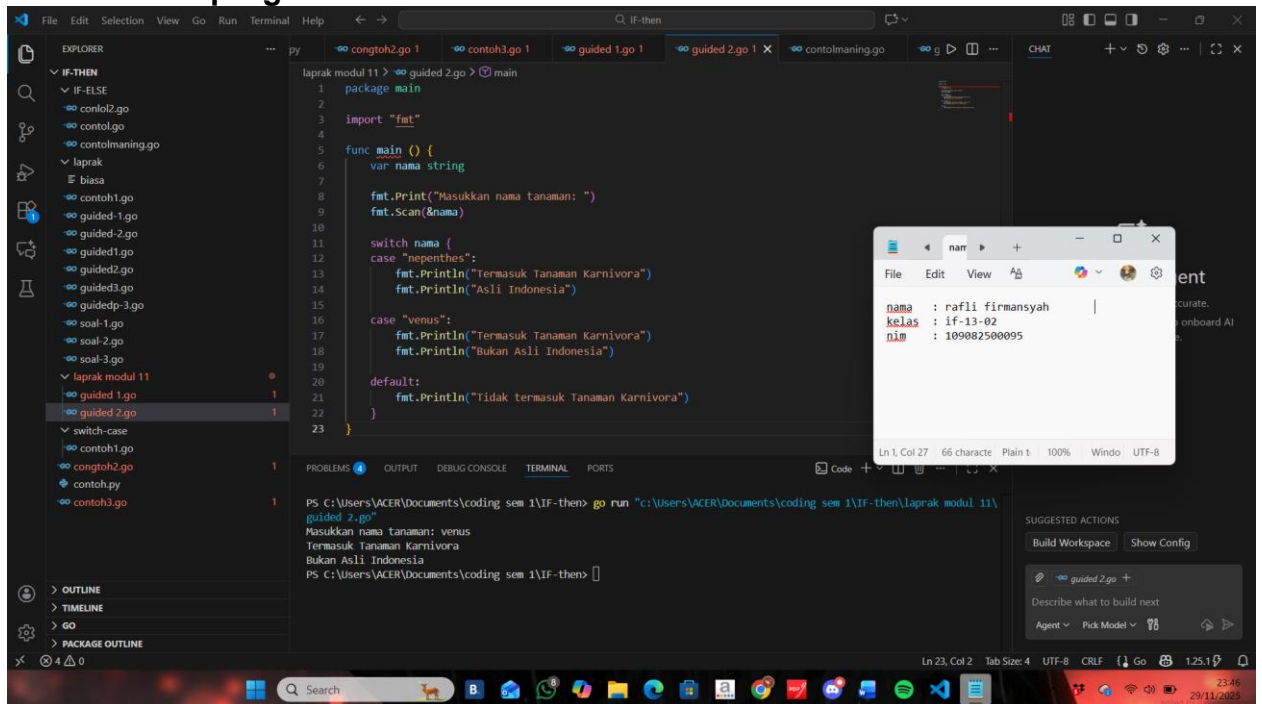 File Edit Selection View Go Run Terminal Help
IF-then
EXPLORER
IF-THEN
IF-ELSE
conlol2.go
contol.go
contolmaning.go
laprak
biasa
contoh1.go
guided-1.go
guided-2.go
guided1.go
guided2.go
guided3.go
guidedp-3.go
soal-1.go
soal-2.go
soal-3.go
laprak modul 11
guided 1.go 1
guided 2.go 1
switch-case
contoh1.go
congtoh2.go 1
contoh.py
contoh3.go 1
OUTLINE
TIMELINE
GO
PACKAGE OUTLINE
py congtoh2.go 1 contoh3.go 1 guided 1.go 1 guided 2.go 1 contolmaning.go g
laprak modul 11 > guided 2.go > main
1 package main
2
3 import "fmt"
4
5 func main () {
6 var nama string
7
8 fmt.Print("Masukkan nama tanaman: ")
9 fmt.Scan(&nama)
10
11 switch nama {
12 case "nepenthes":
13 fmt.Println("Termasuk Tanaman Karnivora")
14 fmt.Println("Asli Indonesia")
15
16 case "venus":
17 fmt.Println("Termasuk Tanaman Karnivora")
18 fmt.Println("Bukan Asli Indonesia")
19
20 default:
21 fmt.Println("Tidak termasuk Tanaman Karnivora")
22 }
23 }
PROBLEMS 4 OUTPUT DEBUG CONSOLE TERMINAL PORTS
Code
PS C:\Users\ACER\Documents\coding sem 1\IF-then> go run "c:\Users\ACER\Documents\coding sem 1\IF-then\laprak modul 11\
guided 2.go"
Masukkan nama tanaman: venus
Termasuk Tanaman Karnivora
Bukan Asli Indonesia
PS C:\Users\ACER\Documents\coding sem 1\IF-then>
File Edit View
nama : rafli firmansyah
kelas : if-13-02
nim : 109082500095
Ln 1, Col 27 66 characte Plain t 100% Windo UTF-8
CHAT
ent
curate.
onboard AI
e.
SUGGESTED ACTIONS
Build Workspace Show Config
guided 2.go
Describe what to build next
Agent Pick Model
4 0
Ln 23, Col 2 Tab Size: 4 UTF-8 CRLF Go 1.25.1
Search
23:46
29/11/2025